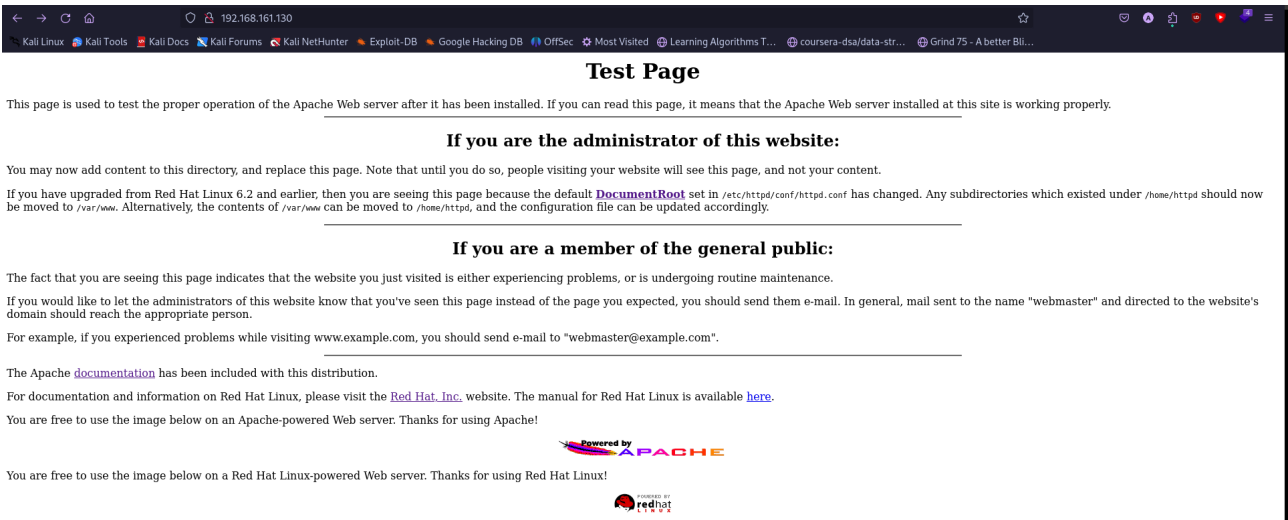 192.168.161.130
Kali Linux Kali Tools Kali Docs Kali Forums Kali NetHunter Exploit-DB Google Hacking DB OffSec Most Visited Learning Algorithms T... coursera-dsa/data-str... Grind 75 - A better Bli...
Test Page
This page is used to test the proper operation of the Apache Web server after it has been installed. If you can read this page, it means that the Apache Web server installed at this site is working properly.
If you are the administrator of this website:
You may now add content to this directory, and replace this page. Note that until you do so, people visiting your website will see this page, and not your content.
If you have upgraded from Red Hat Linux 6.2 and earlier, then you are seeing this page because the default DocumentRoot set in /etc/httpd/conf/httpd.conf has changed. Any subdirectories which existed under /home/httpd should now
be moved to /var/www. Alternatively, the contents of /var/www can be moved to /home/httpd, and the configuration file can be updated accordingly.
If you are a member of the general public:
The fact that you are seeing this page indicates that the website you just visited is either experiencing problems, or is undergoing routine maintenance.
If you would like to let the administrators of this website know that you've seen this page instead of the page you expected, you should send them e-mail. In general, mail sent to the name "webmaster" and directed to the website's
domain should reach the appropriate person.
For example, if you experienced problems while visiting www.example.com, you should send e-mail to "webmaster@example.com".
The Apache documentation has been included with this distribution.
For documentation and information on Red Hat Linux, please visit the Red Hat, Inc. website. The manual for Red Hat Linux is available here.
You are free to use the image below on an Apache-powered Web server. Thanks for using Apache!
Powered by
APACHE
You are free to use the image below on a Red Hat Linux-powered Web server. Thanks for using Red Hat Linux!
POWERED BY
redhat
LINUX